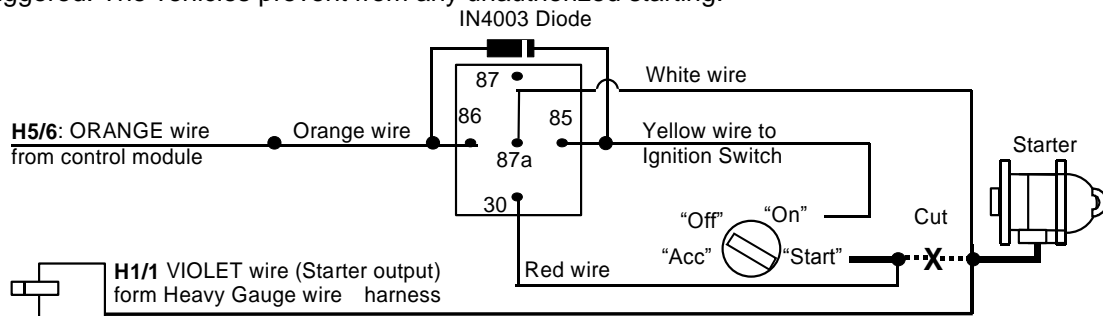 ggered. The vehicles prevent from any unauthorized starting.
IN4003 Diode
87
White wire
86
85
H5/6: ORANGE wire
from control module
Orange wire
Yellow wire to
Ignition Switch
87a
Starter
30
"Off"
"On"
Cut
"Acc"
"Start"
X
Red wire
H1/1 VIOLET wire (Starter output)
form Heavy Gauge wire harness